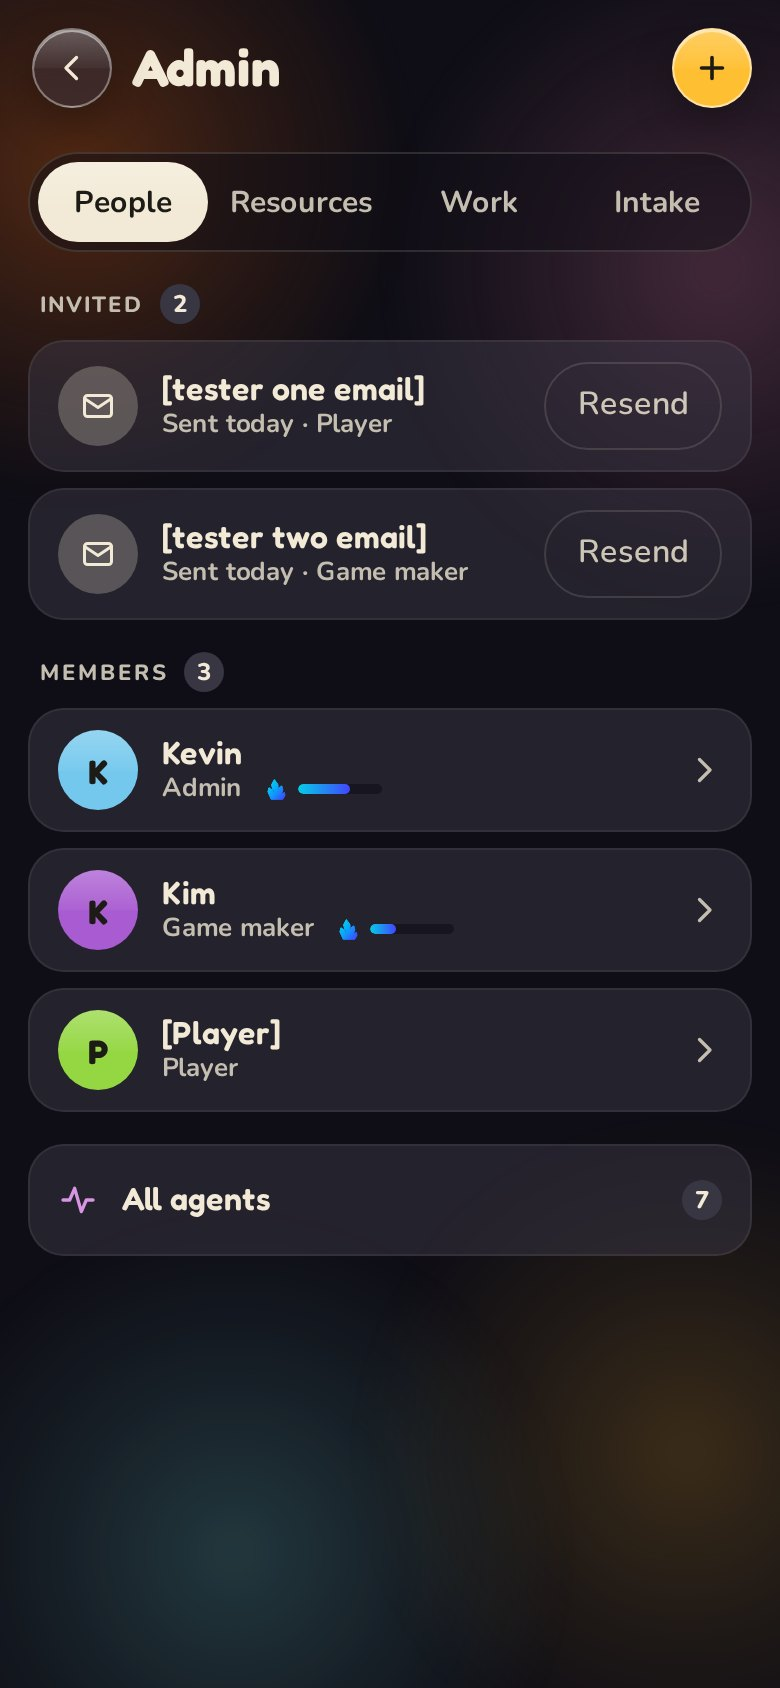 Admin
People Resources Work Intake
INVITED 2
[tester one email]
Sent today · Player
Resend
[tester two email]
Sent today · Game maker
Resend
MEMBERS 3
K
Kevin
Admin
K
Kim
Game maker
P
[Player]
Player
All agents 7